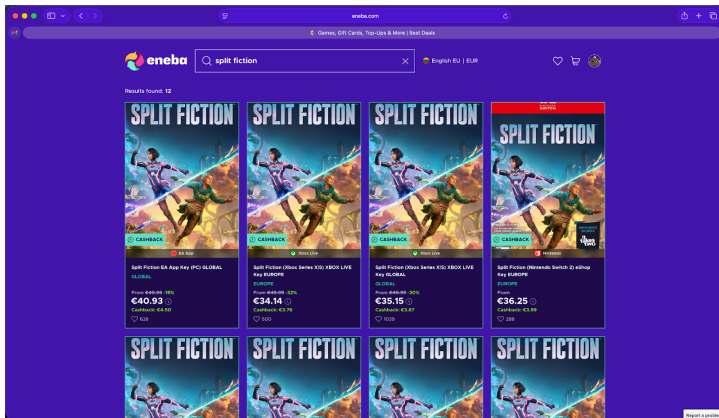 eneba.com
Games, Gift Cards, Top-Ups & More | Best Deals
eneba
split fiction
English EU | EUR
Results found: 12
SPLIT FICTION
CASHBACK
EA App
Split Fiction EA App Key (PC) GLOBAL
GLOBAL
From €49.99 -18%
€40.93
Cashback: €4.50
626
SPLIT FICTION
CASHBACK
Xbox Live
Split Fiction (Xbox Series X|S) XBOX LIVE
Key EUROPE
EUROPE
From €49.99 -32%
€34.14
Cashback: €3.76
500
SPLIT FICTION
CASHBACK
Xbox Live
Split Fiction (Xbox Series X|S) XBOX LIVE
Key GLOBAL
GLOBAL
From €49.99 -30%
€35.15
Cashback: €3.87
1039
SWITCH
SPLIT FICTION
it
takes
TWO
CASHBACK
Nintendo
Split Fiction (Nintendo Switch 2) eShop
Key EUROPE
EUROPE
From
€36.25
Cashback: €3.99
288
SPLIT FICTION
SPLIT FICTION
SPLIT FICTION
SPLIT FICTION
Report a proble